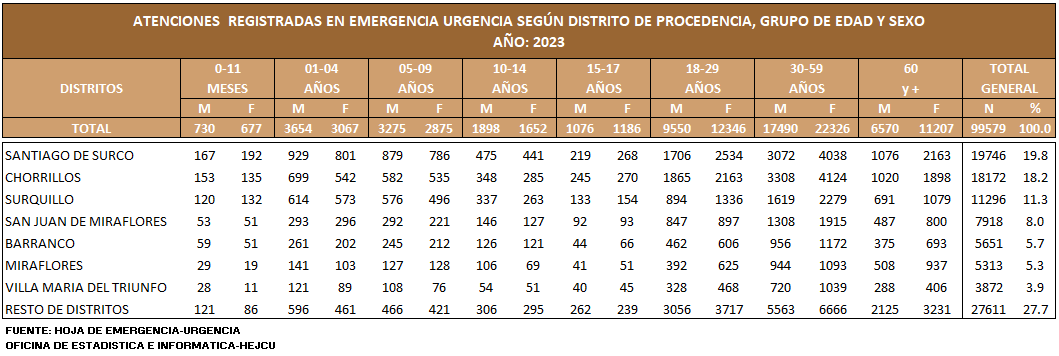 ATENCIONES REGISTRADAS EN EMERGENCIA URGENCIA SEGÚN DISTRITO DE PROCEDENCIA, GRUPO DE EDAD Y SEXO
AÑO: 2023
DISTRITOS 0-11 MESES 01-04 AÑOS 05-09 AÑOS 10-14 AÑOS 15-17 AÑOS 18-29 AÑOS 30-59 AÑOS 60 y + TOTAL GENERAL
M F M F M F M F M F M F M F M F N %
TOTAL 730 677 3654 3067 3275 2875 1898 1652 1076 1186 9550 12346 17490 22326 6570 11207 99579 100.0
SANTIAGO DE SURCO 167 192 929 801 879 786 475 441 219 268 1706 2534 3072 4038 1076 2163 19746 19.8
CHORRILLOS 153 135 699 542 582 535 348 285 245 270 1865 2163 3308 4124 1020 1898 18172 18.2
SURQUILLO 120 132 614 573 576 496 337 263 133 154 894 1336 1619 2279 691 1079 11296 11.3
SAN JUAN DE MIRAFLORES 53 51 293 296 292 221 146 127 92 93 847 897 1308 1915 487 800 7918 8.0
BARRANCO 59 51 261 202 245 212 126 121 44 66 462 606 956 1172 375 693 5651 5.7
MIRAFLORES 29 19 141 103 127 128 106 69 41 51 392 625 944 1093 508 937 5313 5.3
VILLA MARIA DEL TRIUNFO 28 11 121 89 108 76 54 51 40 45 328 468 720 1039 288 406 3872 3.9
RESTO DE DISTRITOS 121 86 596 461 466 421 306 295 262 239 3056 3717 5563 6666 2125 3231 27611 27.7
FUENTE: HOJA DE EMERGENCIA-URGENCIA
OFICINA DE ESTADISTICA E INFORMATICA-HEJCU